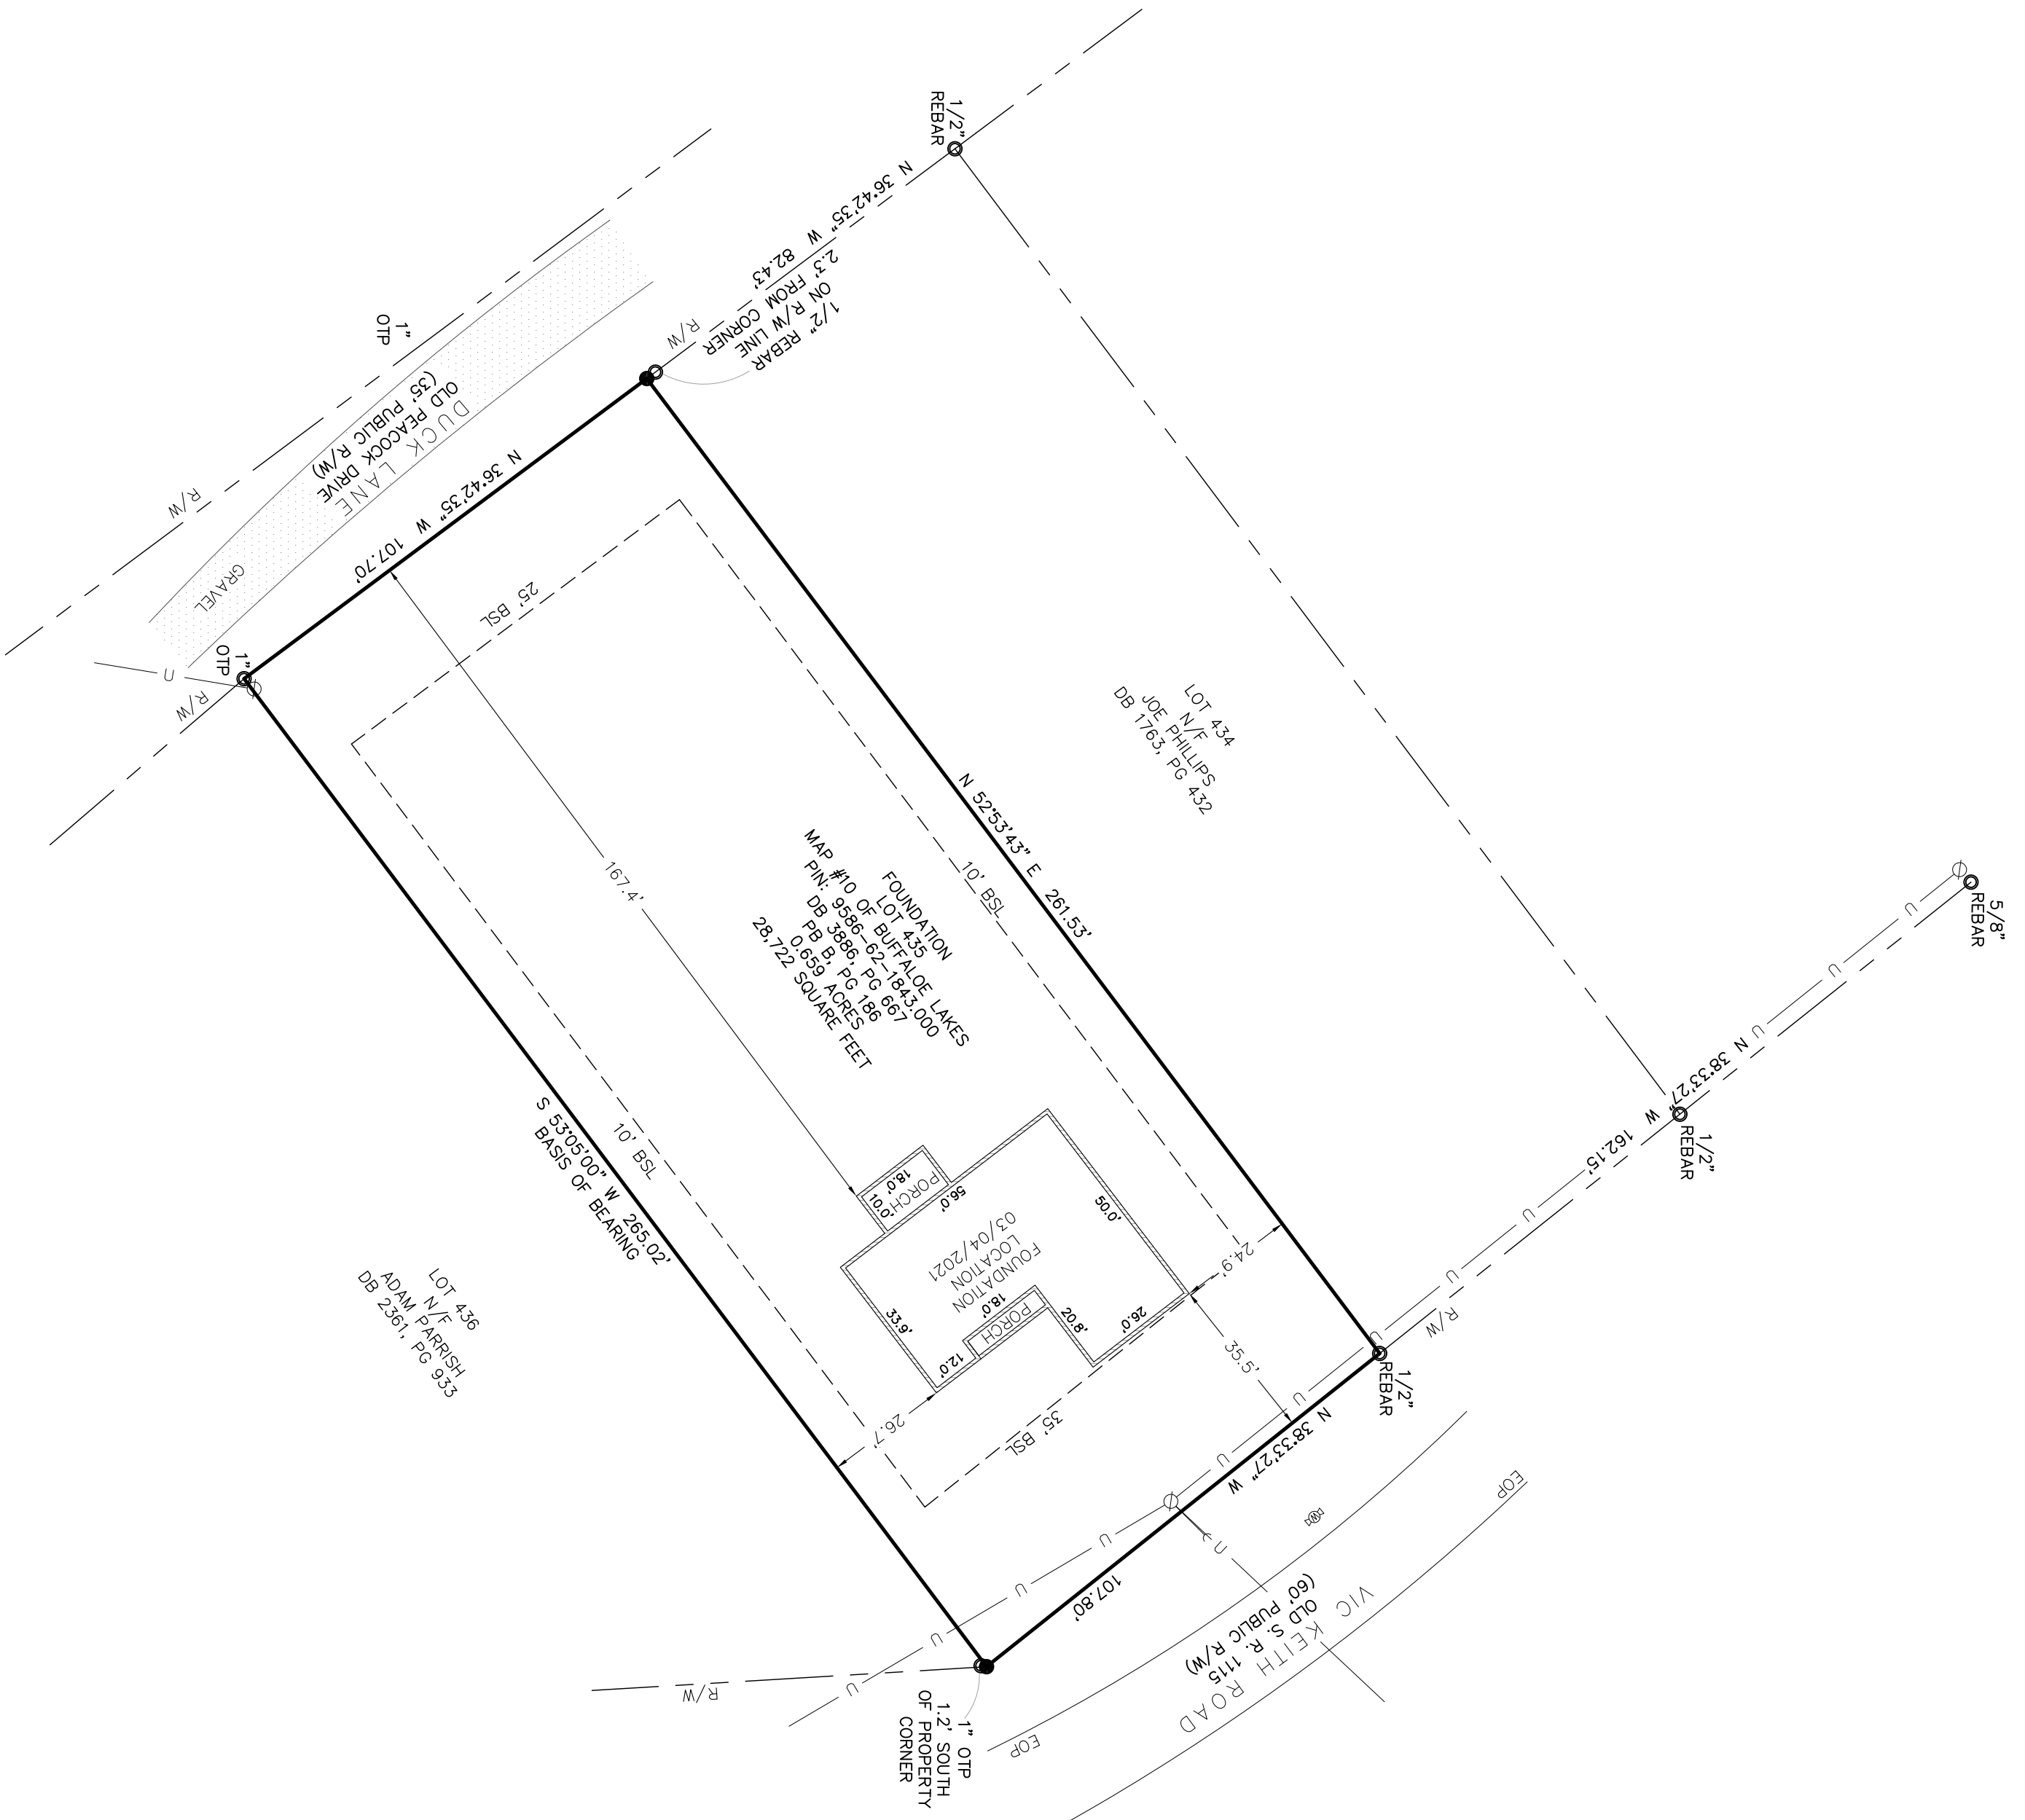 1/2"
REBAR
N 36°42'35" W 82.43'
1/2" REBAR
ON R/W LINE
2.3' FROM CORNER
R/W
1"
OTP
DUCK LANE
OLD PEACOCK DRIVE
(35' PUBLIC R/W)
R/W
GRAVEL
N 36°42'35" W 107.70'
25' BSL
U
1"
OTP
R/W
LOT 434
N/F
JOE PHILLIPS
DB 1763, PG 432
N 52°53'43" E 261.53'
10' BSL
167.4'
FOUNDATION
LOT 435
MAP #10 OF BUFFALOE LAKES
PIN: 9586-62-1843.000
DB 3886, PG 667
PB B, PG 186
0.659 ACRES
28,722 SQUARE FEET
10' BSL
S 53°05'00" W 265.02'
BASIS OF BEARING
LOT 436
N/F
ADAM PARRISH
DB 2361, PG 933
PORCH
18.0'
10.0'
56.0'
50.0'
FOUNDATION
LOCATION
03/04/2021
33.9'
PORCH
18.0'
12.0'
20.8'
26.0'
24.9'
35.5'
26.7'
35' BSL
5/8"
REBAR
U
U
U
N 38°33'27" W 162.15'
1/2"
REBAR
U
U
U
U
R/W
1/2"
REBAR
U
U
N 38°33'27" W
107.80'
EOP
W
U
VIC KEITH ROAD
OLD S. R. 1115
(60' PUBLIC R/W)
U
U
U
U
R/W
EOP
1" OTP
1.2' SOUTH
OF PROPERTY
CORNER